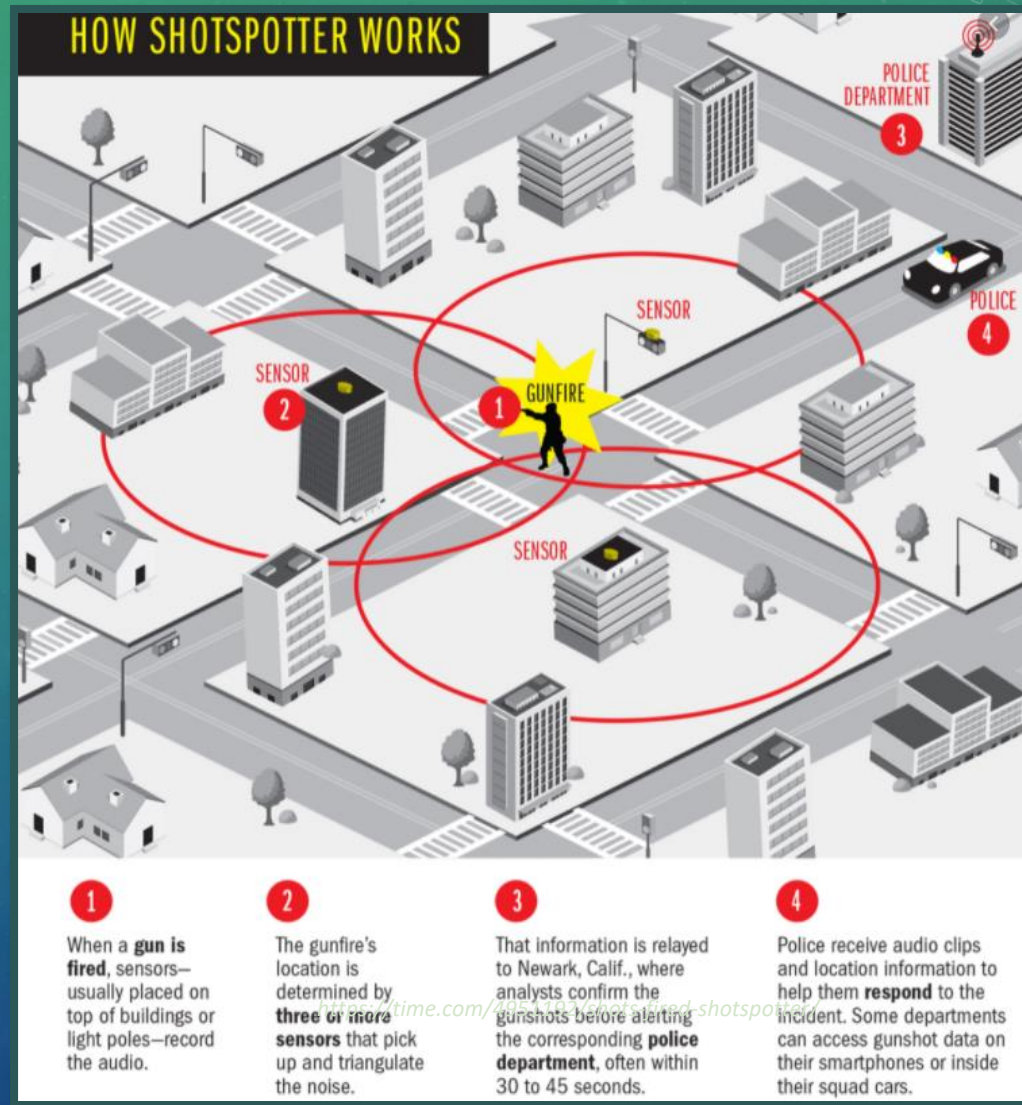 HOW SHOTSPOTTER WORKS
POLICE
DEPARTMENT
3
SENSOR
POLICE
4
SENSOR
2
GUNFIRE
1
SENSOR
1
When a gun is
fired, sensors—
usually placed on
top of buildings or
light poles—record
the audio.
2
The gunfire's
location is
determined by
three or more
sensors that pick
up and triangulate
the noise.
3
That information is relayed
to Newark, Calif., where
analysts confirm the
gunshots before alerting
the corresponding police
department, often within
30 to 45 seconds.
4
Police receive audio clips
and location information to
help them respond to the
incident. Some departments
can access gunshot data on
their smartphones or inside
their squad cars.